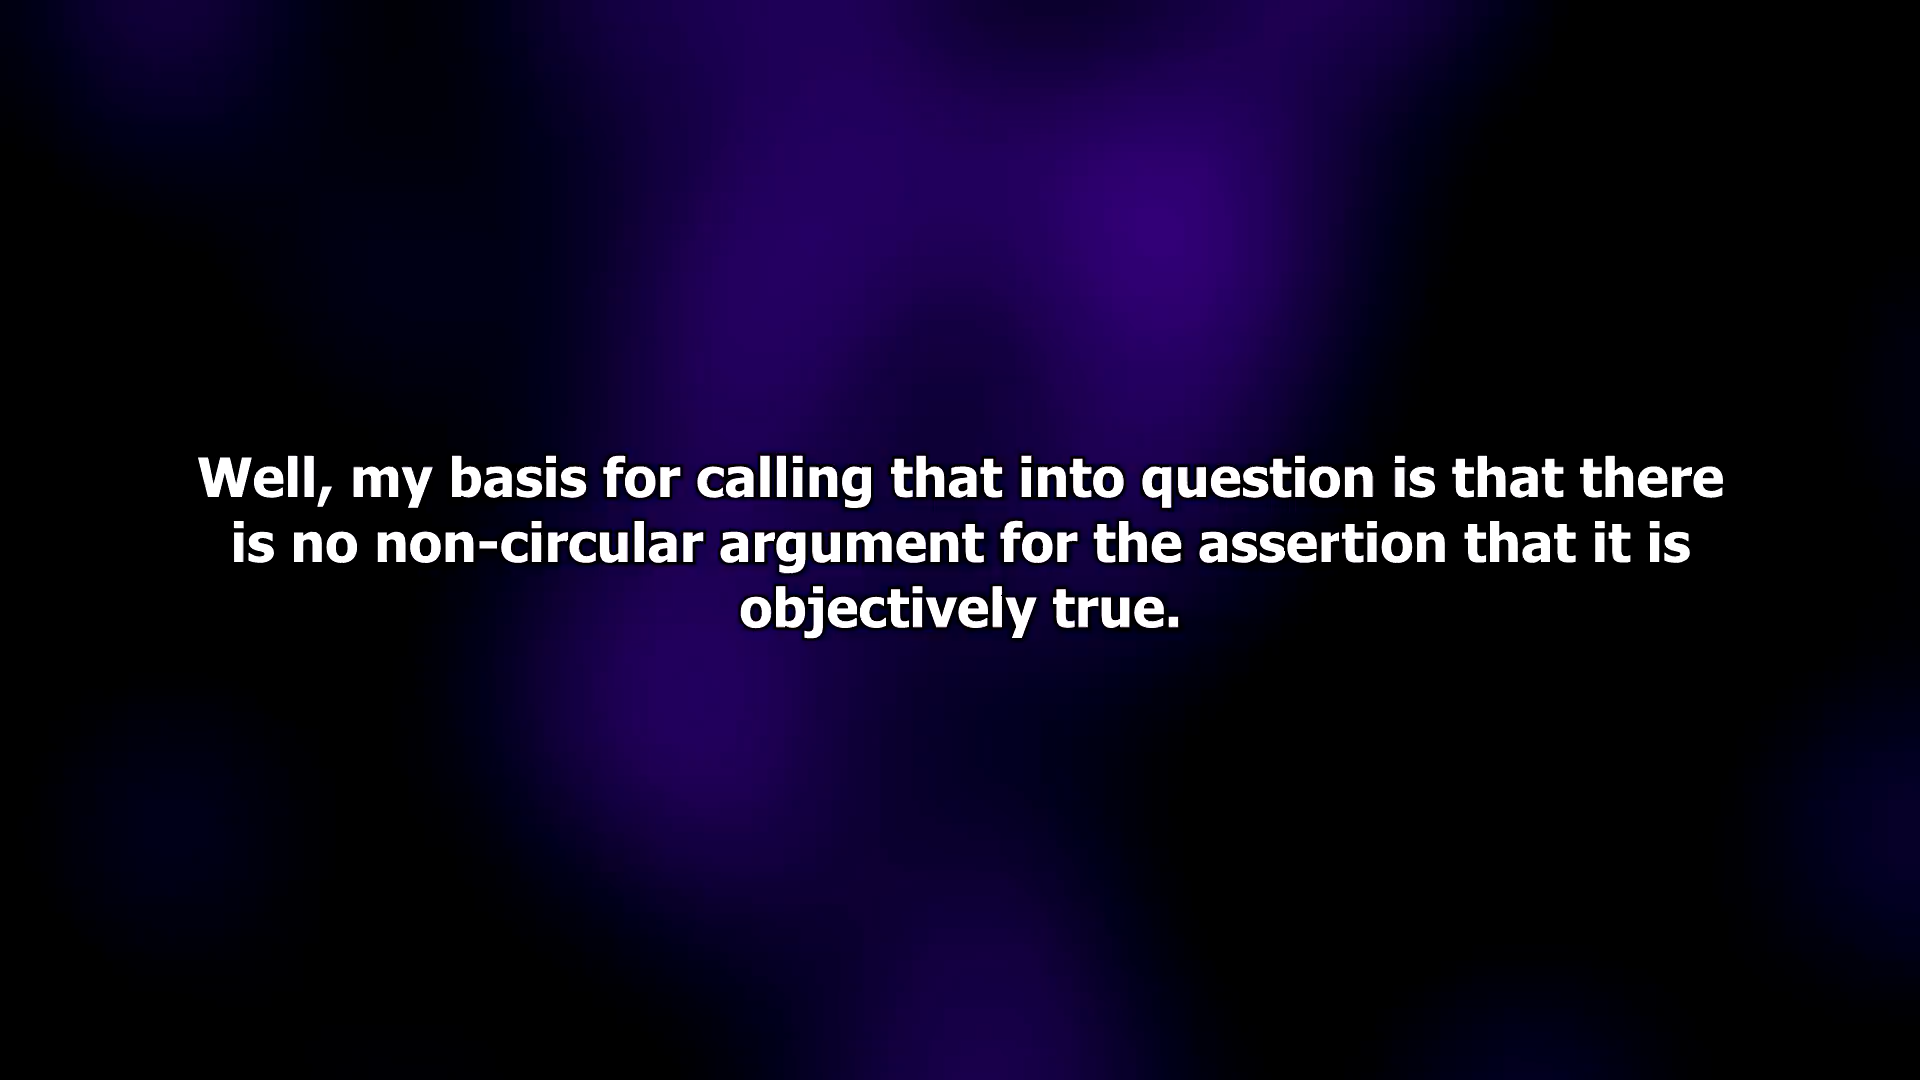 Well, my basis for calling that into question is that there
is no non-circular argument for the assertion that it is
objectively true.